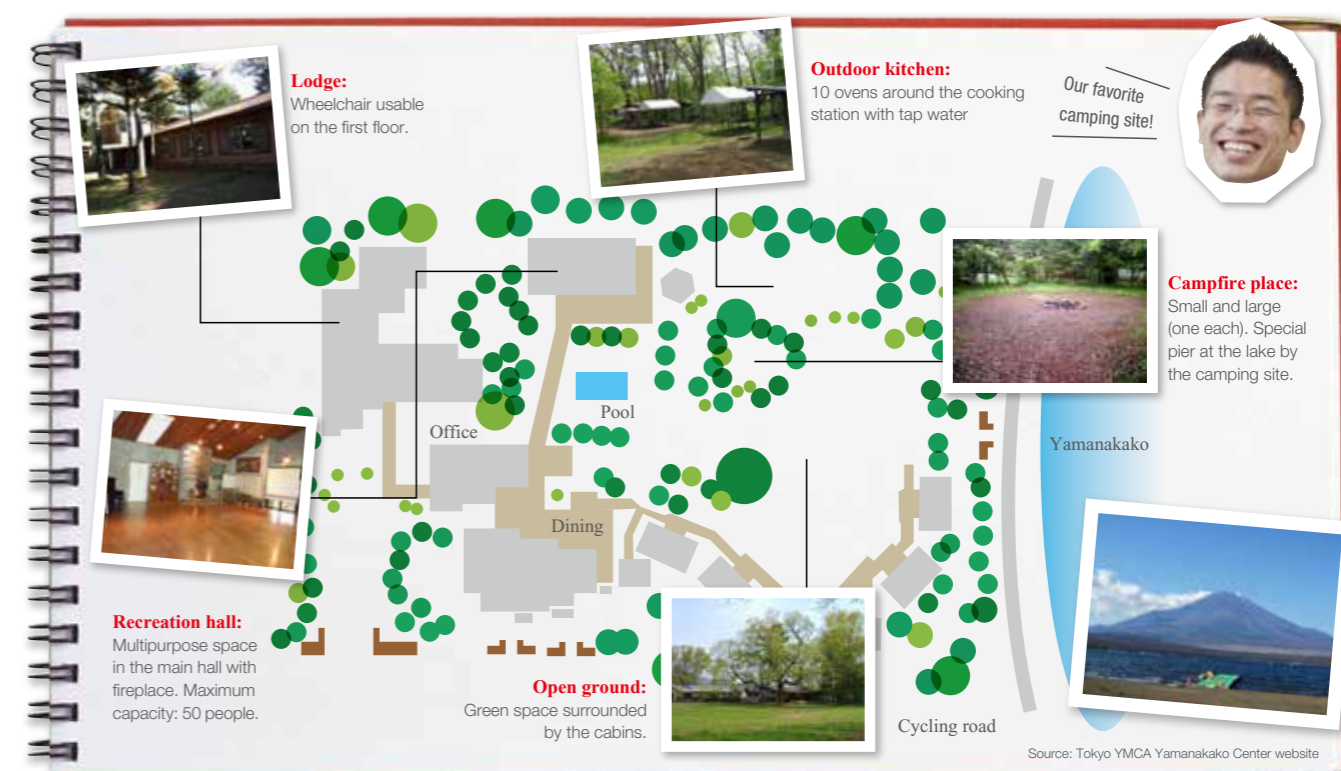 Lodge:
Wheelchair usable
on the first floor.
Outdoor kitchen:
10 ovens around the cooking
station with tap water
Our favorite
camping site!
Campfire place:
Small and large
(one each). Special
pier at the lake by
the camping site.
Pool
Office
Yamanakako
Dining
Recreation hall:
Multipurpose space
in the main hall with
fireplace. Maximum
capacity: 50 people.
Open ground:
Green space surrounded
by the cabins.
Cycling road
Source: Tokyo YMCA Yamanakako Center website